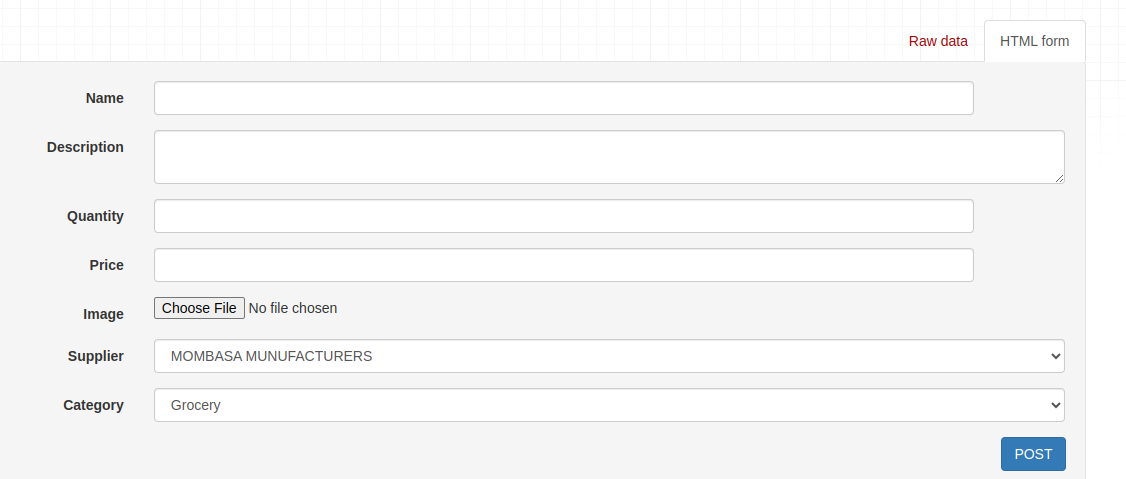 Raw data
HTML form
Name
Description
Quantity
Price
Image Choose File No file chosen
Supplier MOMBASA MUNUFACTURERS
Category Grocery
POST